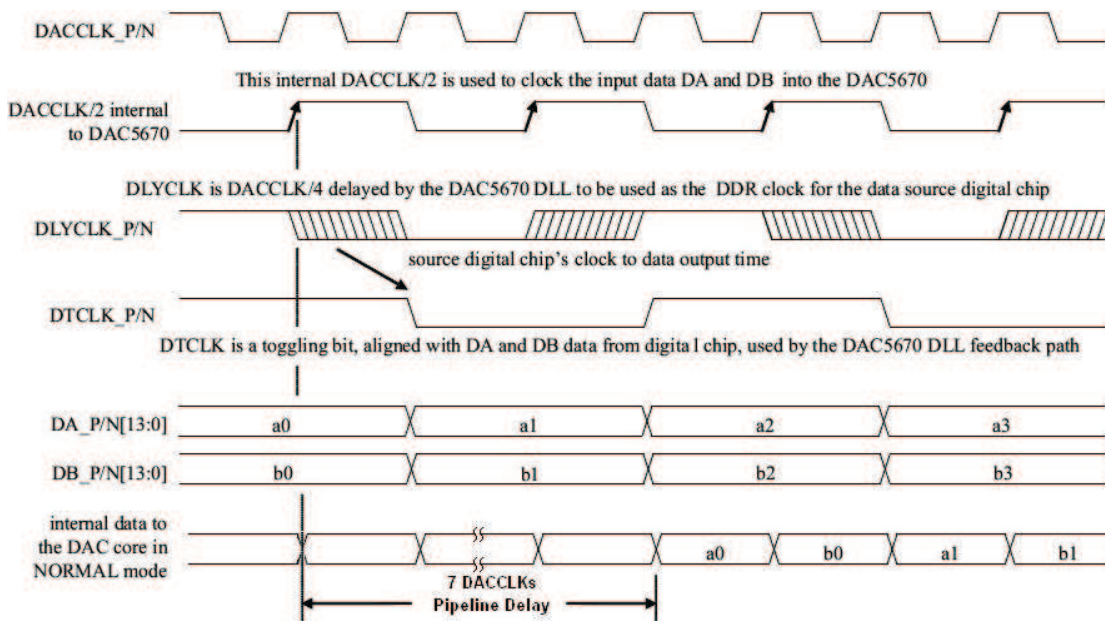 DACCLK_P/N
This internal DACCLK/2 is used to clock the input data DA and DB into the DAC5670
DACCLK/2 internal
to DAC5670
DLYCLK is DACCLK/4 delayed by the DAC5670 DLL to be used as the DDR clock for the data source digital chip
DLYCLK_P/N
source digital chip's clock to data output time
DTCLK_P/N
DTCLK is a toggling bit, aligned with DA and DB data from digital chip, used by the DAC5670 DLL feedback path
DA_P/N[13:0] a0 a1 a2 a3
DB_P/N[13:0] b0 b1 b2 b3
internal data to
the DAC core in
NORMAL mode
a0 b0 a1 b1
7 DACCLKs
Pipeline Delay